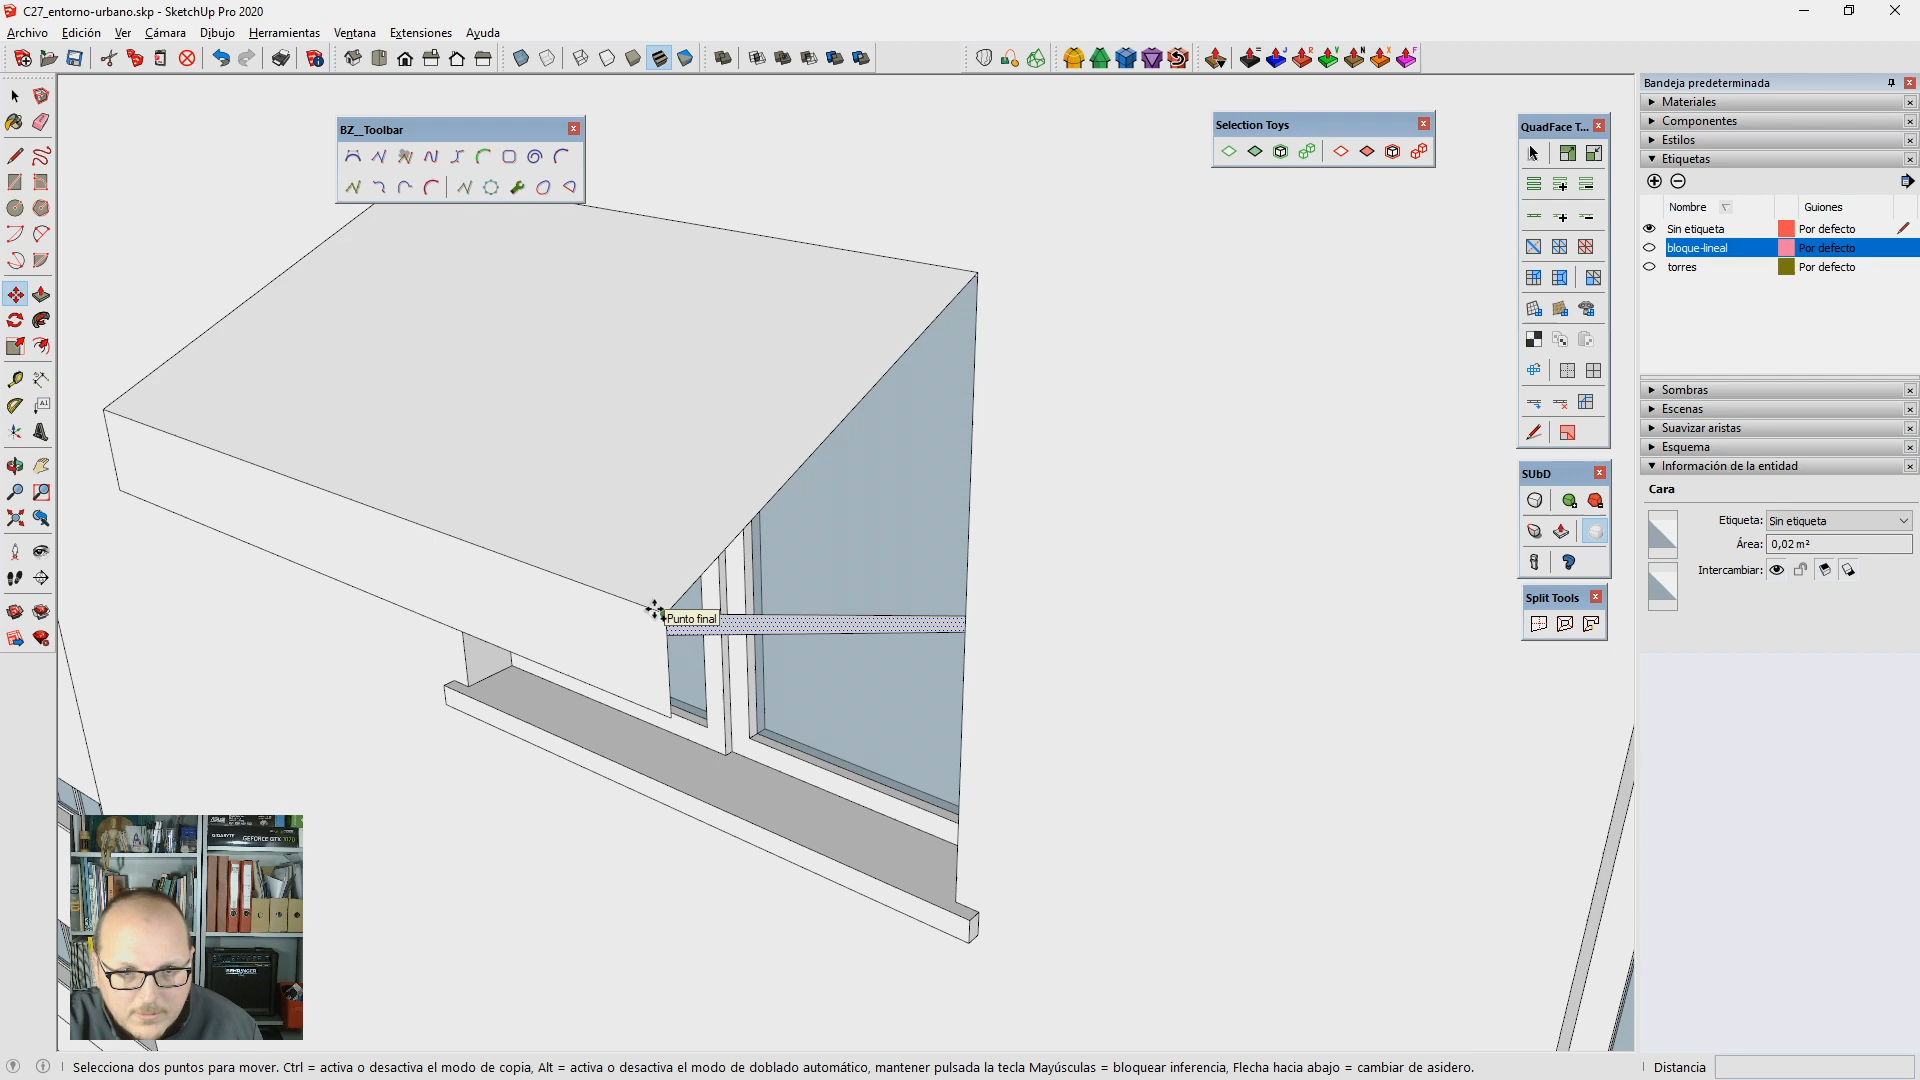 C27_entorno-urbano.skp - SketchUp Pro 2020
Archivo Edición Ver Cámara Dibujo Herramientas Ventana Extensiones Ayuda
BZ__Toolbar
Selection Toys
QuadFace T...
SUbD
Split Tools
Bandeja predeterminada
Materiales
Componentes
Estilos
Etiquetas
Nombre Guiones
Sin etiqueta Por defecto
bloque-lineal Por defecto
torres Por defecto
Sombras
Escenas
Suavizar aristas
Esquema
Información de la entidad
Cara
Etiqueta: Sin etiqueta
Área: 0,02 m²
Intercambiar:
Punto final
GEFORCE GTX
Selecciona dos puntos para mover. Ctrl = activa o desactiva el modo de copia, Alt = activa o desactiva el modo de doblado automático, mantener pulsada la tecla Mayúsculas = bloquear inferencia, Flecha hacia abajo = cambiar de asidero.
Distancia